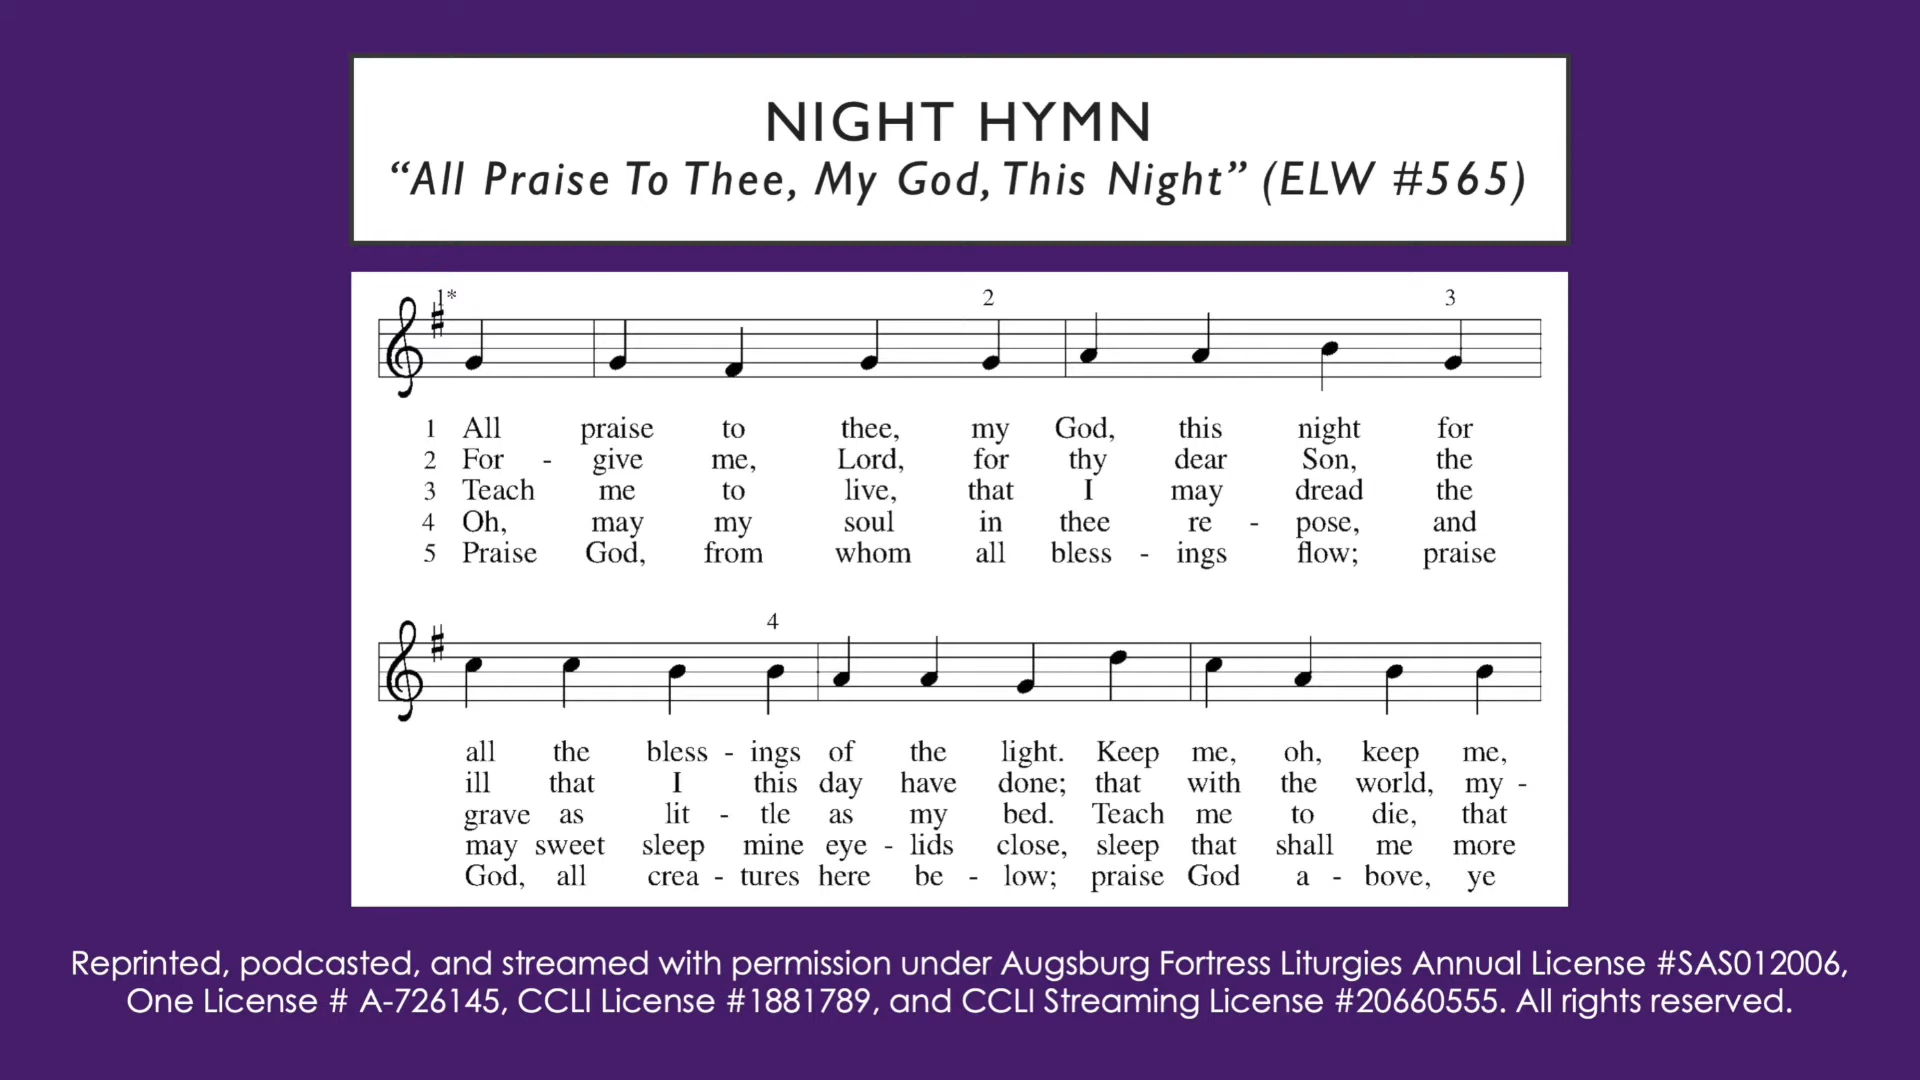 NIGHT HYMN
“All Praise To Thee, My God, This Night” (ELW #565)
1* 2 3
1 All praise to thee, my God, this night for
2 For - give me, Lord, for thy dear Son, the
3 Teach me to live, that I may dread the
4 Oh, may my soul in thee re - pose, and
5 Praise God, from whom all bless - ings flow; praise
4
all the bless - ings of the light. Keep me, oh, keep me,
ill that I this day have done; that with the world, my -
grave as lit - tle as my bed. Teach me to die, that
may sweet sleep mine eye - lids close, sleep that shall me more
God, all crea - tures here be - low; praise God a - bove, ye
Reprinted, podcasted, and streamed with permission under Augsburg Fortress Liturgies Annual License #SAS012006,
One License # A-726145, CCLI License #1881789, and CCLI Streaming License #20660555. All rights reserved.